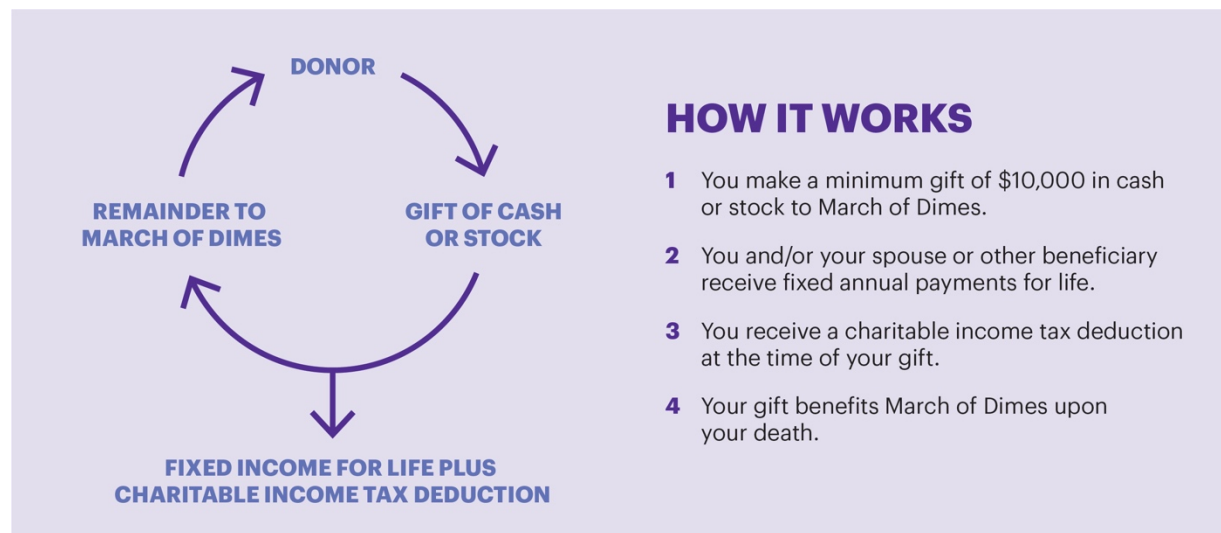 DONOR
GIFT OF CASH
OR STOCK
REMAINDER TO
MARCH OF DIMES
FIXED INCOME FOR LIFE PLUS
CHARITABLE INCOME TAX DEDUCTION
HOW IT WORKS
1 You make a minimum gift of $10,000 in cash
or stock to March of Dimes.
2 You and/or your spouse or other beneficiary
receive fixed annual payments for life.
3 You receive a charitable income tax deduction
at the time of your gift.
4 Your gift benefits March of Dimes upon
your death.